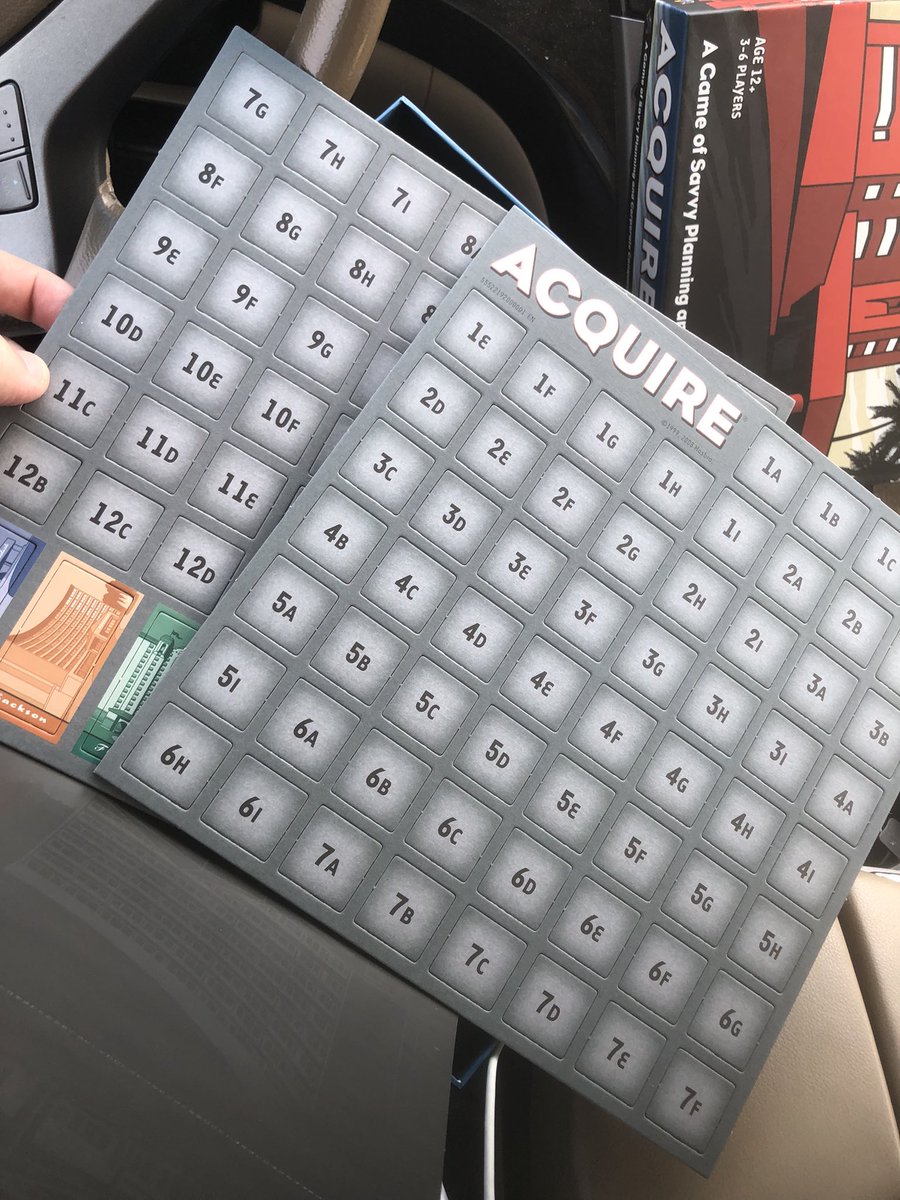 AGE 12+
3-6 PLAYERS
ACQUIRE
A Game of Savvy Planning
7G 7H 7I
8F 8G 8H
9E 9F 9G
10D 10E 10F
11C 11D 11E
12B 12C 12D
ackson
ACQUIRE
1A 1B 1C
1E 1F 1G 1H 1I 2A 2B
2D 2E 2F 2G 2H 2I 3A 3B
3C 3D 3E 3F 3G 3H 3I 4A
4B 4C 4D 4E 4F 4G 4H 4I
5A 5B 5C 5D 5E 5F 5G 5H
5I 6A 6B 6C 6D 6E 6F 6G
6H 6I 7A 7B 7C 7D 7E 7F